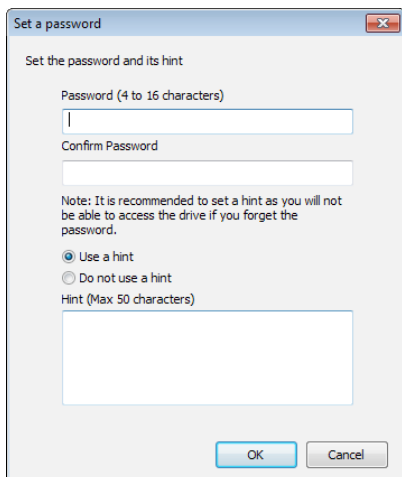 Set a password
Set the password and its hint
Password (4 to 16 characters)
Confirm Password
Note: It is recommended to set a hint as you will not
be able to access the drive if you forget the
password.
Use a hint
Do not use a hint
Hint (Max 50 characters)
OK
Cancel